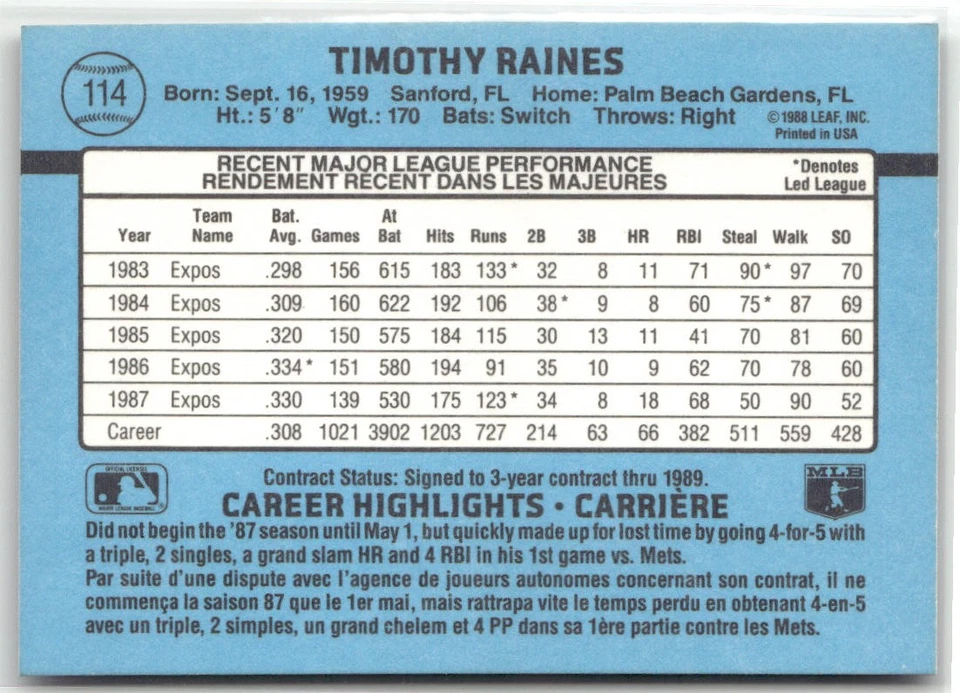 TIMOTHY RAINES
114
Born: Sept. 16, 1959 Sanford, FL Home: Palm Beach Gardens, FL
Ht.: 5'8" Wgt.: 170 Bats: Switch Throws: Right
©1988 LEAF, INC.
Printed in USA
RECENT MAJOR LEAGUE PERFORMANCE
RENDEMENT RÉCENT DANS LES MAJEURES
*Denotes
Led League
Year Team Name Bat. Avg. Games At Bat Hits Runs 2B 3B HR RBI Steal Walk SO
1983 Expos .298 156 615 183 133* 32 8 11 71 90* 97 70
1984 Expos .309 160 622 192 106 38* 9 8 60 75* 87 69
1985 Expos .320 150 575 184 115 30 13 11 41 70 81 60
1986 Expos .334* 151 580 194 91 35 10 9 62 70 78 60
1987 Expos .330 139 530 175 123* 34 8 18 68 50 90 52
Career .308 1021 3902 1203 727 214 63 66 382 511 559 428
OFFICIAL LICENSEE
MAJOR LEAGUE BASEBALL
MLB
Contract Status: Signed to 3-year contract thru 1989.
CAREER HIGHLIGHTS • CARRIÈRE
Did not begin the '87 season until May 1, but quickly made up for lost time by going 4-for-5 with
a triple, 2 singles, a grand slam HR and 4 RBI in his 1st game vs. Mets.
Par suite d'une dispute avec l'agence de joueurs autonomes concernant son contrat, il ne
commença la saison 87 que le 1er mai, mais rattrapa vite le temps perdu en obtenant 4-en-5
avec un triple, 2 simples, un grand chelem et 4 PP dans sa 1ère partie contre les Mets.